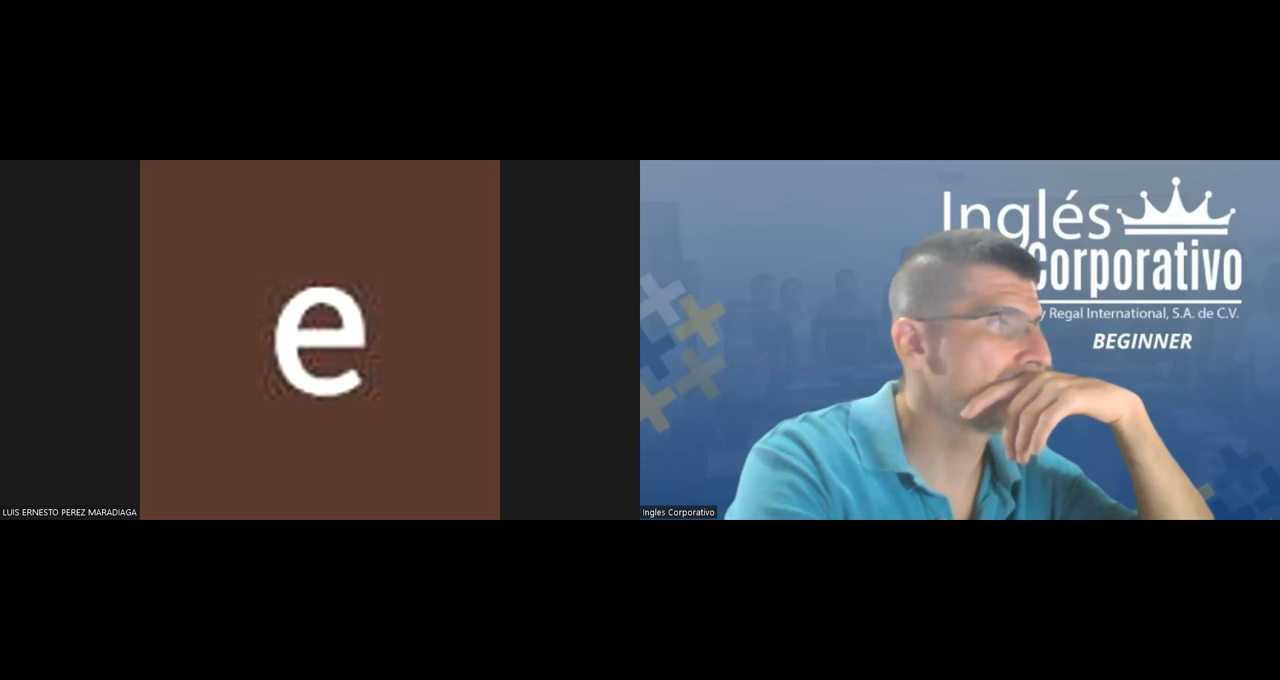 e
LUIS ERNESTO PEREZ MARADIAGA
Inglés
Corporativo
y Regal International, S.A. de C.V.
BEGINNER
Ingles Corporativo